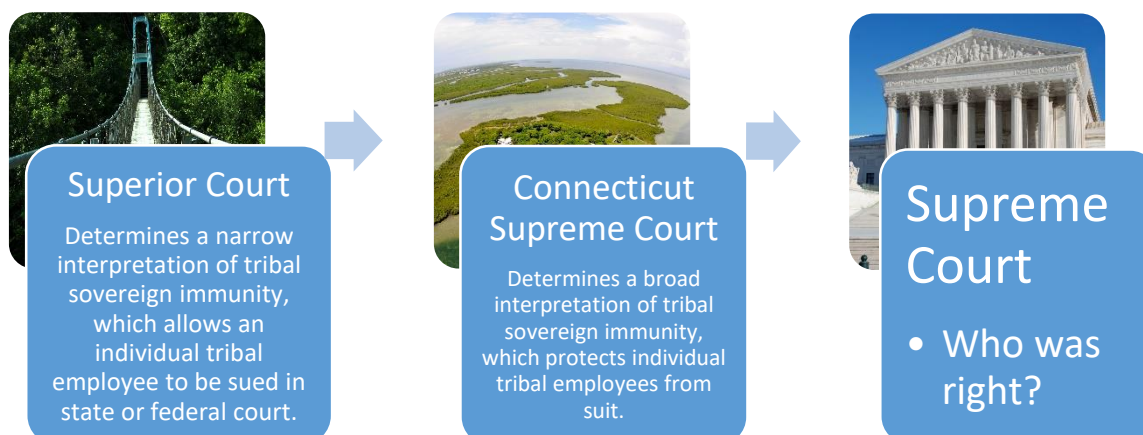 Superior Court
Determines a narrow
interpretation of tribal
sovereign immunity,
which allows an
individual tribal
employee to be sued in
state or federal court.
Connecticut
Supreme Court
Determines a broad
interpretation of tribal
sovereign immunity,
which protects individual
tribal employees from
suit.
Supreme
Court
• Who was
right?